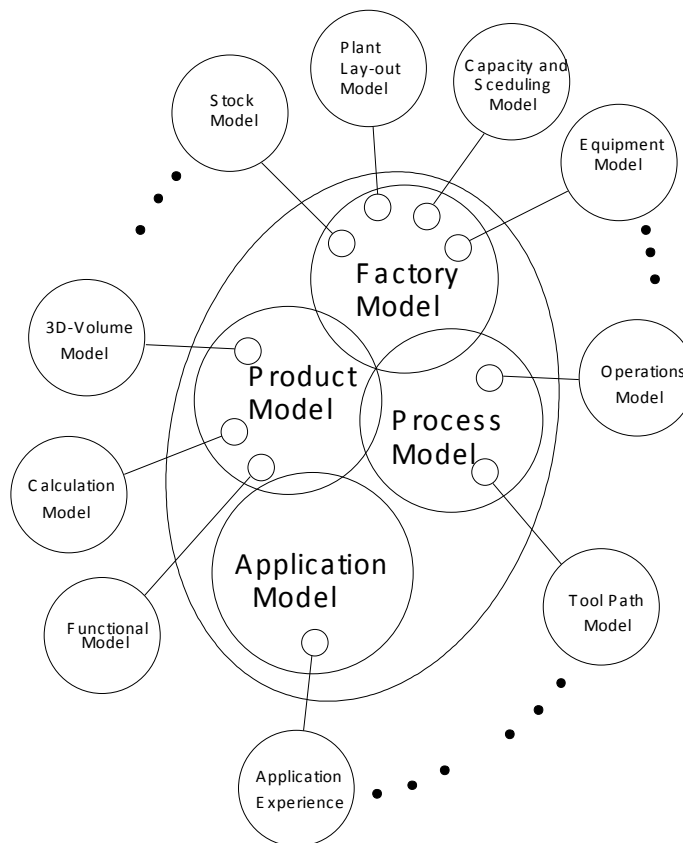 Plant
Lay-out
Model
Capacity and
Sceduling
Model
Stock
Model
Equipment
Model
Factory
Model
3D-Volume
Model
Product
Model
Operations
Model
Process
Model
Calculation
Model
Application
Model
Tool Path
Model
Functional
Model
Application
Experience